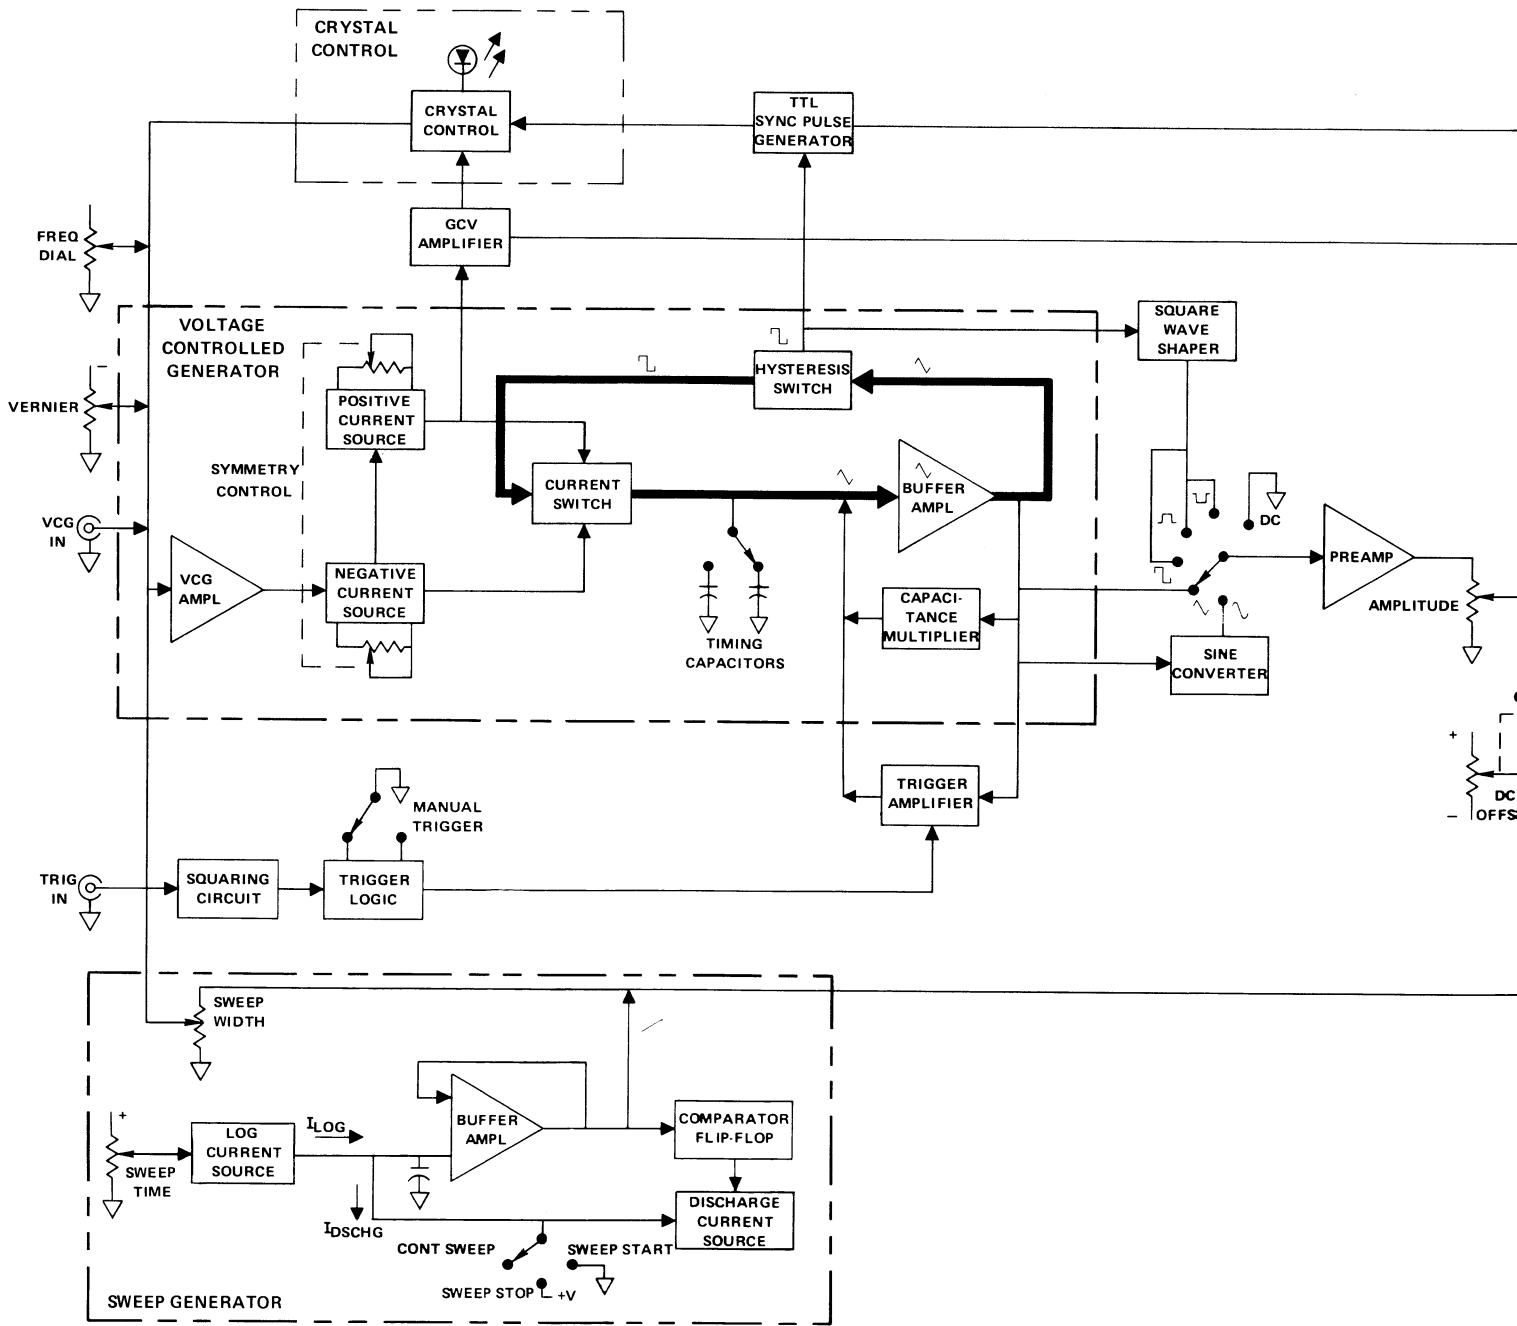 CRYSTAL
CONTROL
CRYSTAL
CONTROL
TTL
SYNC PULSE
GENERATOR
FREQ
DIAL
GCV
AMPLIFIER
VOLTAGE
CONTROLLED
GENERATOR
SQUARE
WAVE
SHAPER
HYSTERESIS
SWITCH
−
VERNIER
POSITIVE
CURRENT
SOURCE
SYMMETRY
CONTROL
CURRENT
SWITCH
BUFFER
AMPL
VCG
IN
DC
VCG
AMPL
NEGATIVE
CURRENT
SOURCE
PREAMP
AMPLITUDE
CAPACI-
TANCE
MULTIPLIER
TIMING
CAPACITORS
SINE
CONVERTER
TRIGGER
AMPLIFIER
+
DC
− OFFS
MANUAL
TRIGGER
TRIG
IN
SQUARING
CIRCUIT
TRIGGER
LOGIC
SWEEP
WIDTH
+
SWEEP
TIME
LOG
CURRENT
SOURCE
ILOG
BUFFER
AMPL
COMPARATOR
FLIP-FLOP
IDSCHG
DISCHARGE
CURRENT
SOURCE
CONT SWEEP
SWEEP START
SWEEP STOP
+V
SWEEP GENERATOR